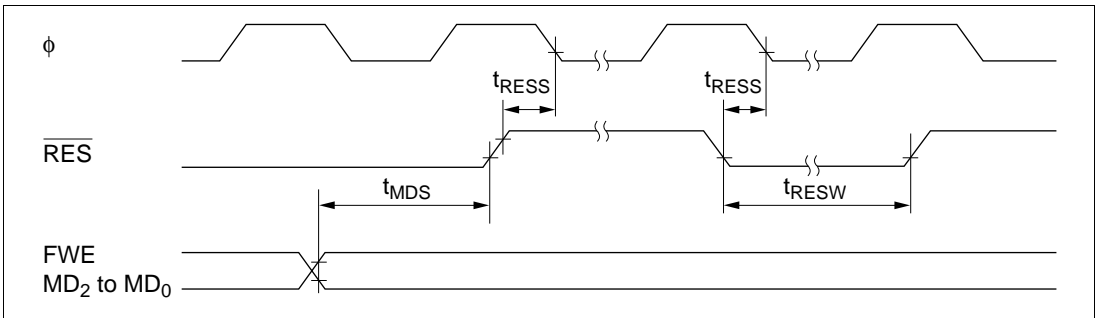 ϕ
tRESS tRESS
RES
tMDS tRESW
FWE
MD2 to MD0